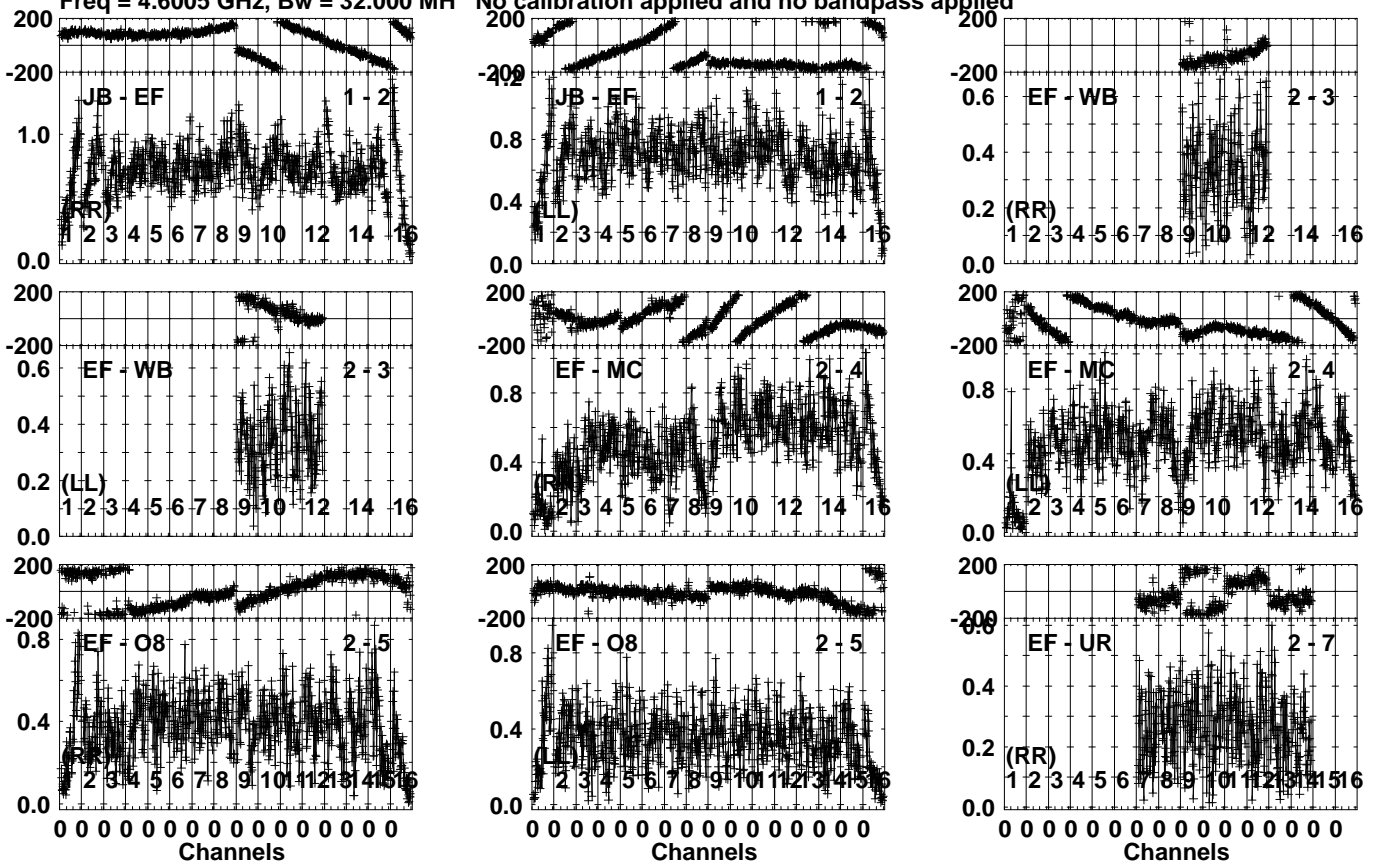 Freq = 4.6005 GHz, Bw = 32.000 MH No calibration applied and no bandpass applied
200 200 200
-200 -200 -200
JB - EF 1 - 2
1.0
0.0
(RR)
1 2 3 4 5 6 7 8 9 10 12 14 16
JB - EF 1 - 2
1.2
0.8
0.4
0.0
(LL)
1 2 3 4 5 6 7 8 9 10 12 14 16
EF - WB 2 - 3
0.6
0.4
0.2
0.0
(RR)
1 2 3 4 5 6 7 8 9 10 12 14 16
200 200 200
-200 -200 -200
EF - WB 2 - 3
0.6
0.4
0.2
0.0
(LL)
1 2 3 4 5 6 7 8 9 10 12 14 16
EF - MC 2 - 4
0.8
0.4
0.0
(RR)
2 3 4 5 6 7 8 9 10 12 14 16
EF - MC 2 - 4
0.8
0.4
0.0
(LL)
2 3 4 5 6 7 8 9 10 12 14 16
200 200 200
-200 -200 -200
EF - O8 2 - 5
0.8
0.4
0.0
(RR)
2 3 4 5 6 7 8 9 10 11 12 13 14 15 16
EF - O8 2 - 5
0.8
0.4
0.0
(LL)
2 3 4 5 6 7 8 9 10 11 12 13 14 15 16
EF - UR 2 - 7
0.6
0.4
0.2
0.0
(RR)
1 2 3 4 5 6 7 8 9 10 11 12 13 14 15 16
0 0 0 0 0 0 0 0 0 0 0 0 0 0 0 0 0 0 0 0 0 0 0 0 0 0 0 0 0 0 0 0 0 0 0 0 0 0 0 0 0 0 0 0 0 0 0 0
Channels Channels Channels